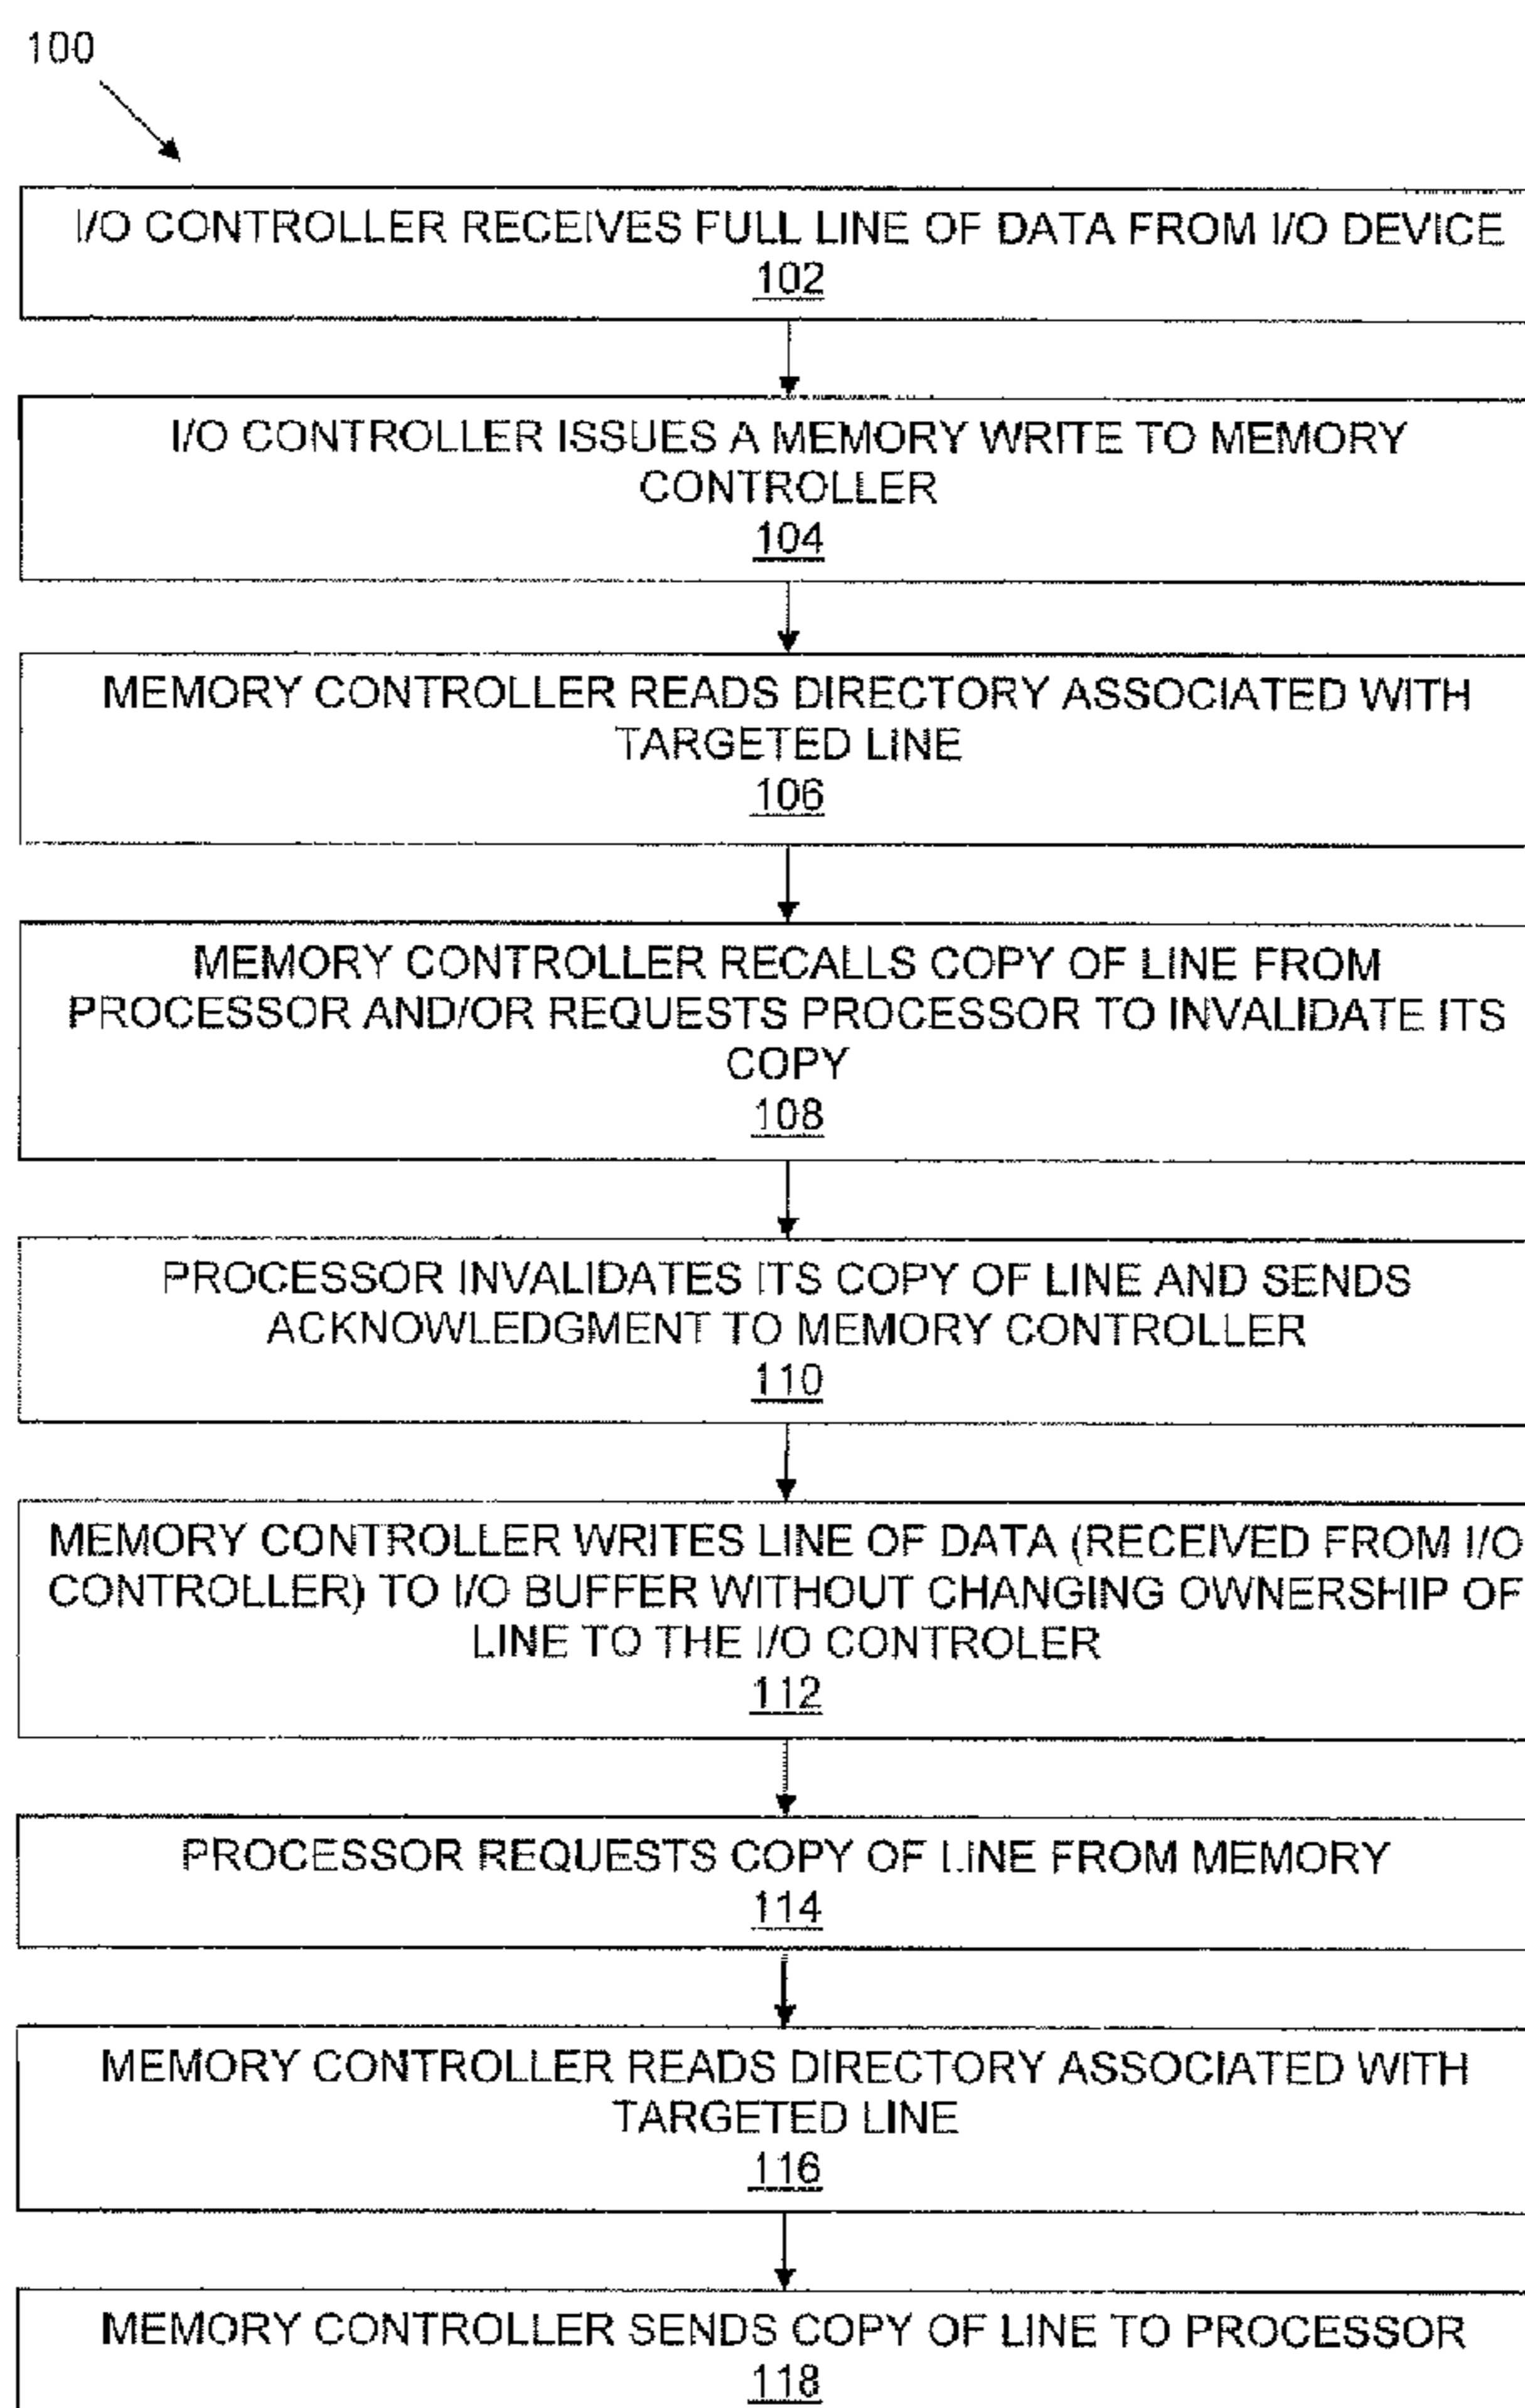 100
I/O CONTROLLER RECEIVES FULL LINE OF DATA FROM I/O DEVICE
102
I/O CONTROLLER ISSUES A MEMORY WRITE TO MEMORY
CONTROLLER
104
MEMORY CONTROLLER READS DIRECTORY ASSOCIATED WITH
TARGETED LINE
106
MEMORY CONTROLLER RECALLS COPY OF LINE FROM
PROCESSOR AND/OR REQUESTS PROCESSOR TO INVALIDATE ITS
COPY
108
PROCESSOR INVALIDATES ITS COPY OF LINE AND SENDS
ACKNOWLEDGMENT TO MEMORY CONTROLLER
110
MEMORY CONTROLLER WRITES LINE OF DATA (RECEIVED FROM I/O
CONTROLLER) TO I/O BUFFER WITHOUT CHANGING OWNERSHIP OF
LINE TO THE I/O CONTROLER
112
PROCESSOR REQUESTS COPY OF LINE FROM MEMORY
114
MEMORY CONTROLLER READS DIRECTORY ASSOCIATED WITH
TARGETED LINE
116
MEMORY CONTROLLER SENDS COPY OF LINE TO PROCESSOR
118